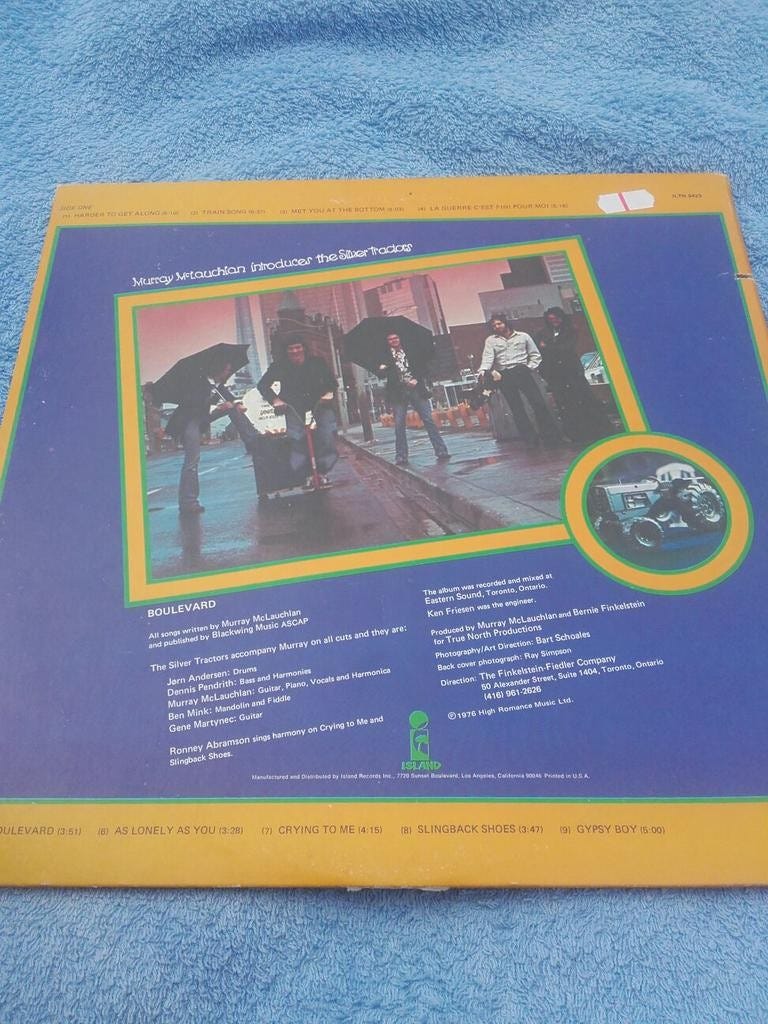 SIDE ONE
ILTN 9423
(1) HARDER TO GET ALONG (2) TRAIN SONG (3) MET YOU AT THE BOTTOM (4) LA GUERRE C'EST FINI POUR MOI
Murray McLauchlan introduces the Silver Tractors
BOULEVARD
All songs written by Murray McLauchlan
and published by Blackwing Music ASCAP
The Silver Tractors accompany Murray on all cuts and they are:
Jørn Andersen: Drums
Dennis Pendrith: Bass and Harmonies
Murray McLauchlan: Guitar, Piano, Vocals and Harmonica
Ben Mink: Mandolin and Fiddle
Gene Martynec: Guitar
Ronney Abramson sings harmony on Crying to Me and
Slingback Shoes.
The album was recorded and mixed at
Eastern Sound, Toronto, Ontario.
Ken Friesen was the engineer.
Produced by Murray McLauchlan and Bernie Finkelstein
for True North Productions
Photography/Art Direction: Bart Schoales
Back cover photograph: Ray Simpson
Direction: The Finkelstein-Fiedler Company
50 Alexander Street, Suite 1404, Toronto, Ontario
(416) 961-2626
℗1976 High Romance Music Ltd.
ISLAND
Manufactured and Distributed by Island Records Inc., 7720 Sunset Boulevard, Los Angeles, California 90046 Printed in U.S.A.
OULEVARD (3:51) (6) AS LONELY AS YOU (3:28) (7) CRYING TO ME (4:15) (8) SLINGBACK SHOES (3:47) (9) GYPSY BOY (5:00)